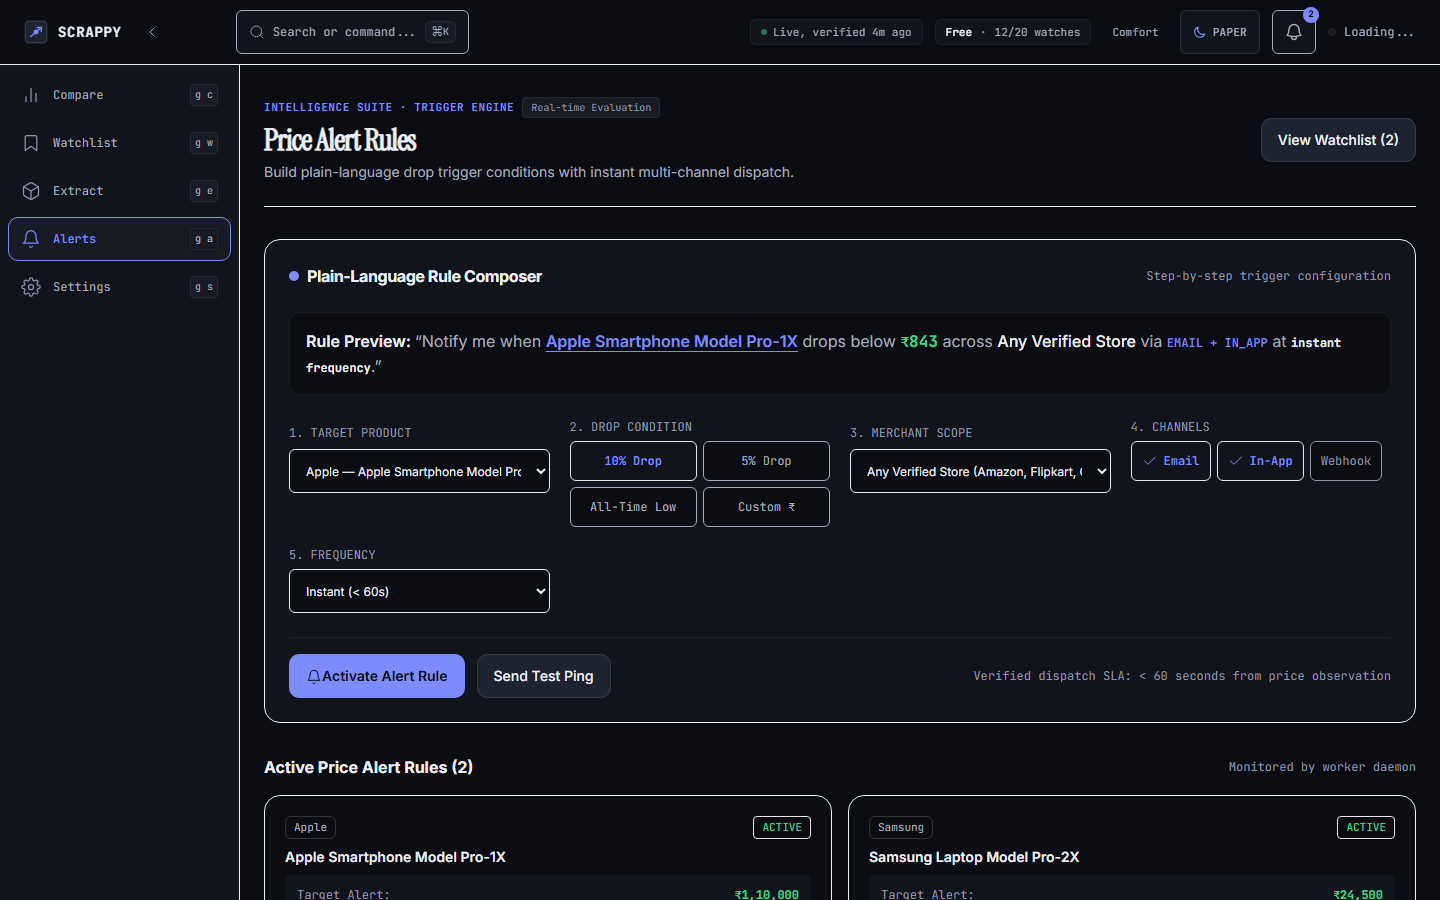 SCRAPPY
Search or command... ⌘K
Live, verified 4m ago
Free · 12/20 watches
Comfort
PAPER
2
Loading...
Compare g c
Watchlist g w
Extract g e
Alerts g a
Settings g s
INTELLIGENCE SUITE · TRIGGER ENGINE Real-time Evaluation
Price Alert Rules
Build plain-language drop trigger conditions with instant multi-channel dispatch.
View Watchlist (2)
Plain-Language Rule Composer
Step-by-step trigger configuration
Rule Preview: “Notify me when Apple Smartphone Model Pro-1X drops below ₹843 across Any Verified Store via EMAIL + IN_APP at instant
frequency.”
1. TARGET PRODUCT
Apple — Apple Smartphone Model Pro
2. DROP CONDITION
10% Drop
5% Drop
All-Time Low
Custom ₹
3. MERCHANT SCOPE
Any Verified Store (Amazon, Flipkart,
4. CHANNELS
Email
In-App
Webhook
5. FREQUENCY
Instant (< 60s)
Activate Alert Rule
Send Test Ping
Verified dispatch SLA: < 60 seconds from price observation
Active Price Alert Rules (2)
Monitored by worker daemon
Apple
ACTIVE
Apple Smartphone Model Pro-1X
Target Alert: ₹1,10,000
Samsung
ACTIVE
Samsung Laptop Model Pro-2X
Target Alert: ₹24,500